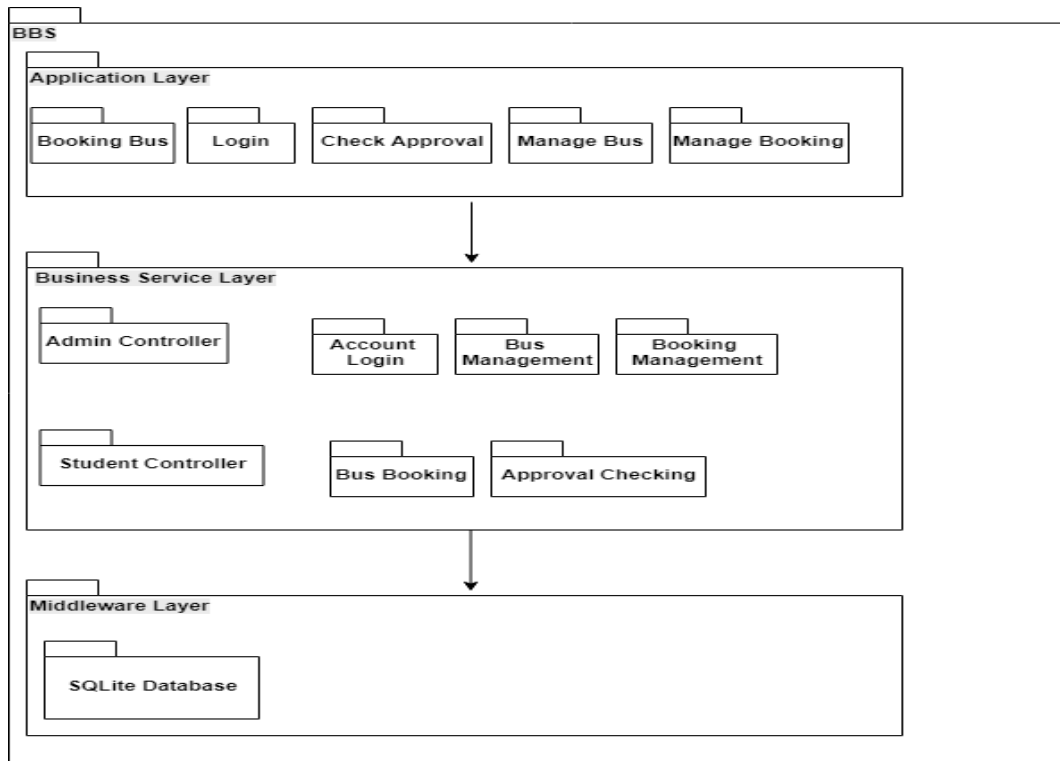 BBS
Application Layer
Booking Bus
Login
Check Approval
Manage Bus
Manage Booking
Business Service Layer
Admin Controller
Account
Login
Bus
Management
Booking
Management
Student Controller
Bus Booking
Approval Checking
Middleware Layer
SQLite Database